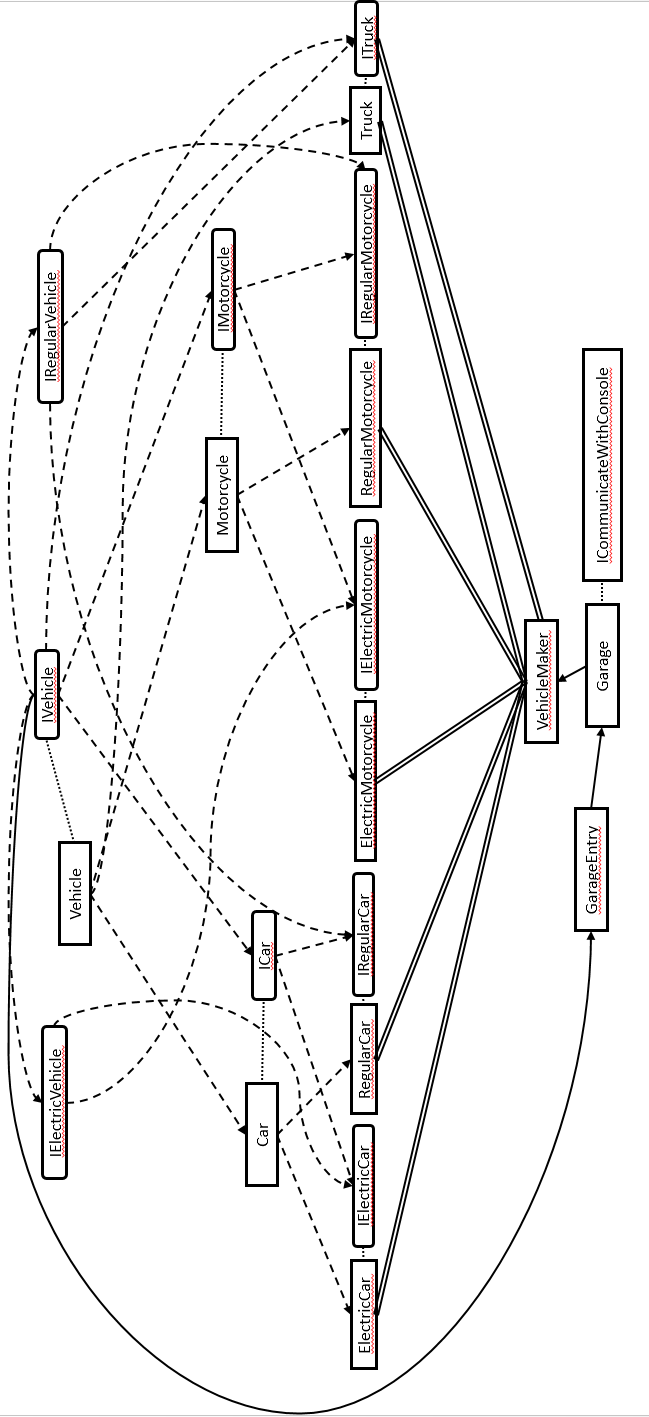 IElectricVehicle
Vehicle
IVehicle
IRegularVehicle
Car
ICar
Motorcycle
IMotorcycle
ElectricCar
IElectricCar
RegularCar
IRegularCar
ElectricMotorcycle
IElectricMotorcycle
RegularMotorcycle
IRegularMotorcycle
Truck
ITruck
VehicleMaker
GarageEntry
Garage
ICommunicateWithConsole